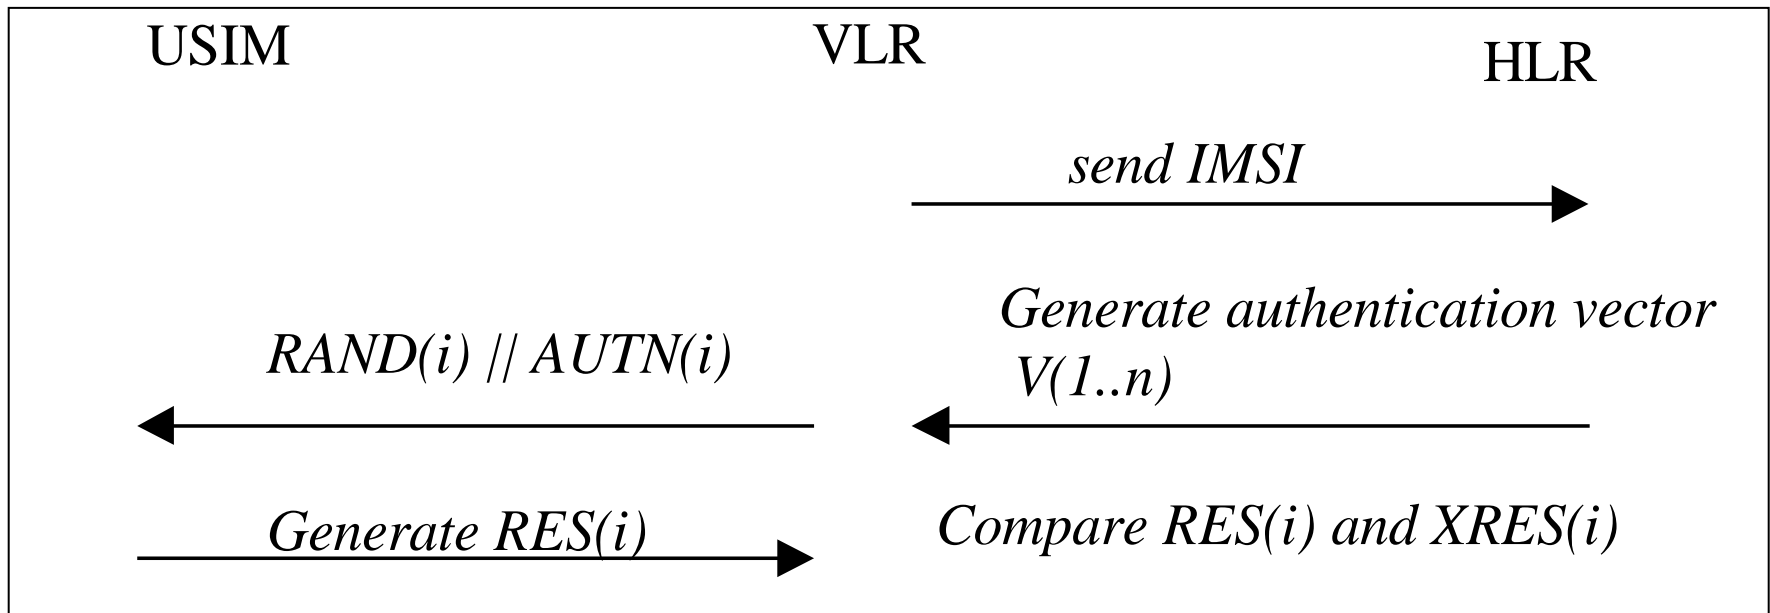 USIM
VLR
HLR
send IMSI
Generate authentication vector
V(1..n)
RAND(i) // AUTN(i)
Generate RES(i)
Compare RES(i) and XRES(i)